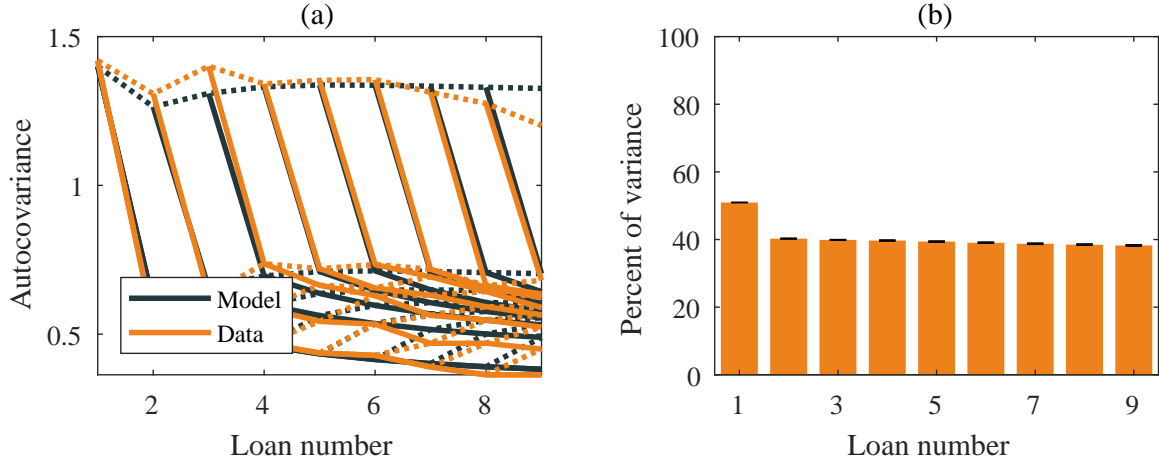 (a)
1.5
1
0.5
Autocovariance
Model
Data
2 4 6 8
Loan number
(b)
100
80
60
40
20
0
Percent of variance
1 3 5 7 9
Loan number